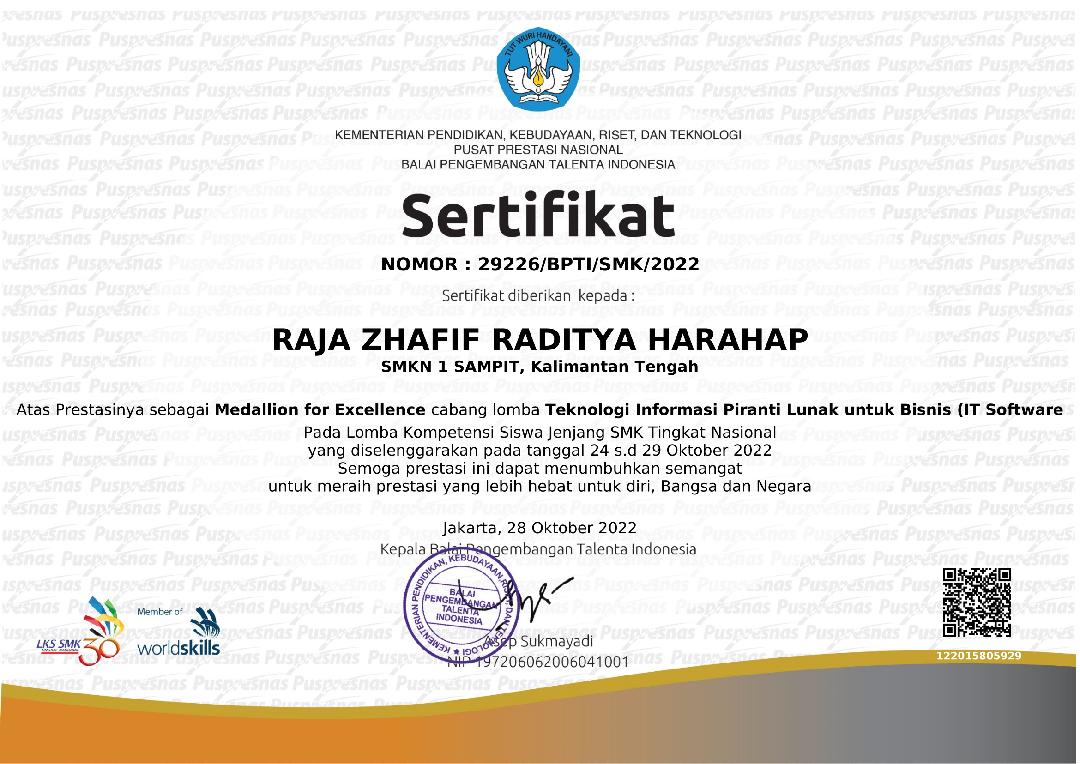 TUT WURI HANDAYANI
KEMENTERIAN PENDIDIKAN, KEBUDAYAAN, RISET, DAN TEKNOLOGI
PUSAT PRESTASI NASIONAL
BALAI PENGEMBANGAN TALENTA INDONESIA
Sertifikat
NOMOR : 29226/BPTI/SMK/2022
Sertifikat diberikan kepada :
RAJA ZHAFIF RADITYA HARAHAP
SMKN 1 SAMPIT, Kalimantan Tengah
Atas Prestasinya sebagai Medallion for Excellence cabang lomba Teknologi Informasi Piranti Lunak untuk Bisnis (IT Software
Pada Lomba Kompetensi Siswa Jenjang SMK Tingkat Nasional
yang diselenggarakan pada tanggal 24 s.d 29 Oktober 2022
Semoga prestasi ini dapat menumbuhkan semangat
untuk meraih prestasi yang lebih hebat untuk diri, Bangsa dan Negara
Jakarta, 28 Oktober 2022
Kepala Balai Pengembangan Talenta Indonesia
KEMENTERIAN PENDIDIKAN, KEBUDAYAAN, RISET, DAN TEKNOLOGI
BALAI
PENGEMBANGAN
TALENTA
INDONESIA
Asep Sukmayadi
NIP 197206062006041001
LKS SMK
30
Member of
worldskills
122015805929